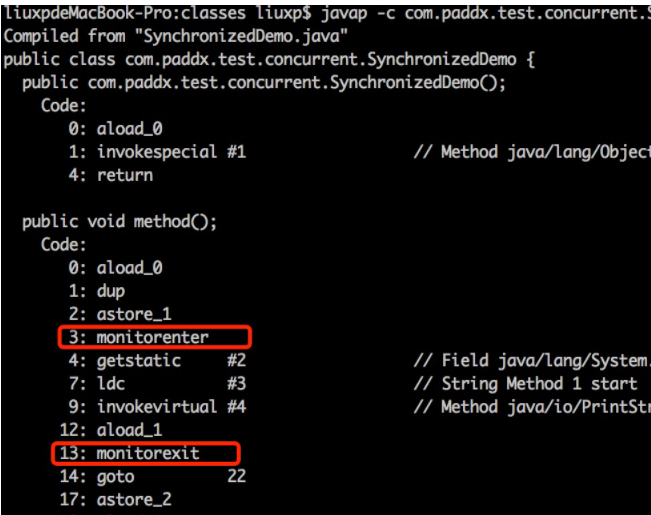 liuxpdeMacBook-Pro:classes liuxp$ javap -c com.paddx.test.concurrent.
Compiled from "SynchronizedDemo.java"
public class com.paddx.test.concurrent.SynchronizedDemo {
public com.paddx.test.concurrent.SynchronizedDemo();
Code:
0: aload_0
1: invokespecial #1 // Method java/lang/Object
4: return
public void method();
Code:
0: aload_0
1: dup
2: astore_1
3: monitorenter
4: getstatic #2 // Field java/lang/System.
7: ldc #3 // String Method 1 start
9: invokevirtual #4 // Method java/io/PrintStr
12: aload_1
13: monitorexit
14: goto 22
17: astore_2